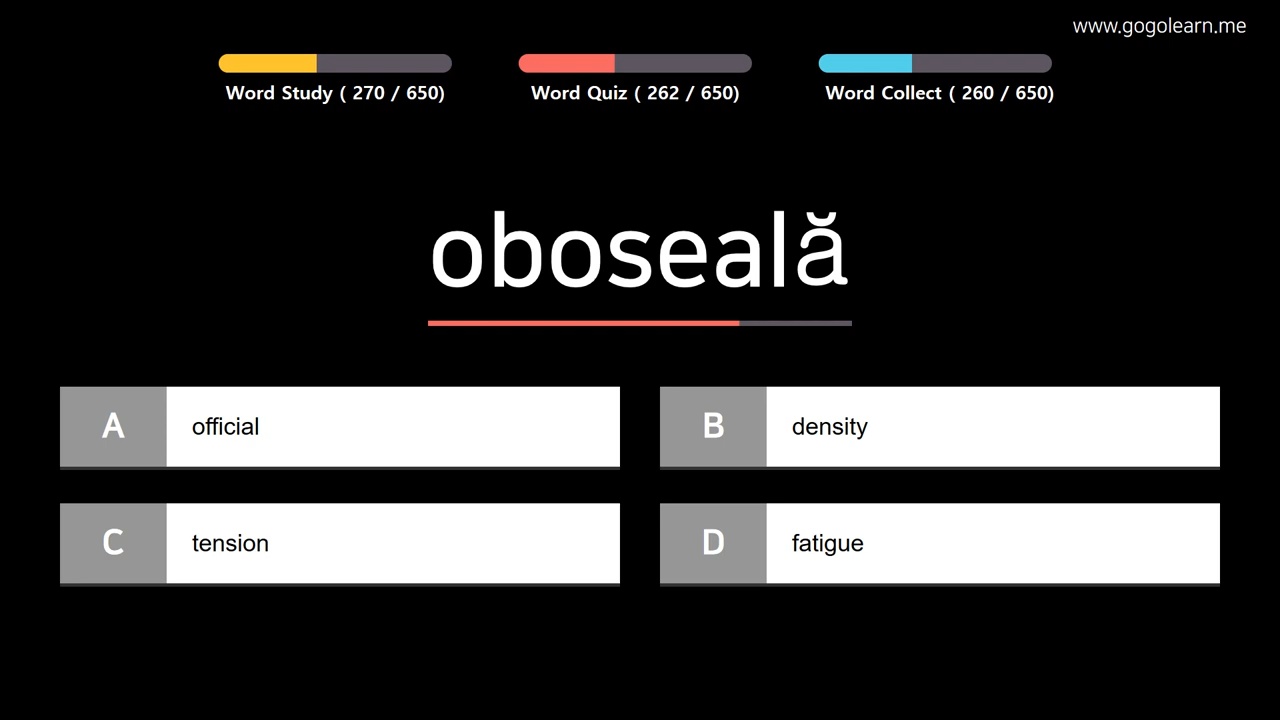 www.gogolearn.me
Word Study ( 270 / 650)
Word Quiz ( 262 / 650)
Word Collect ( 260 / 650)
oboseală
A official
B density
C tension
D fatigue